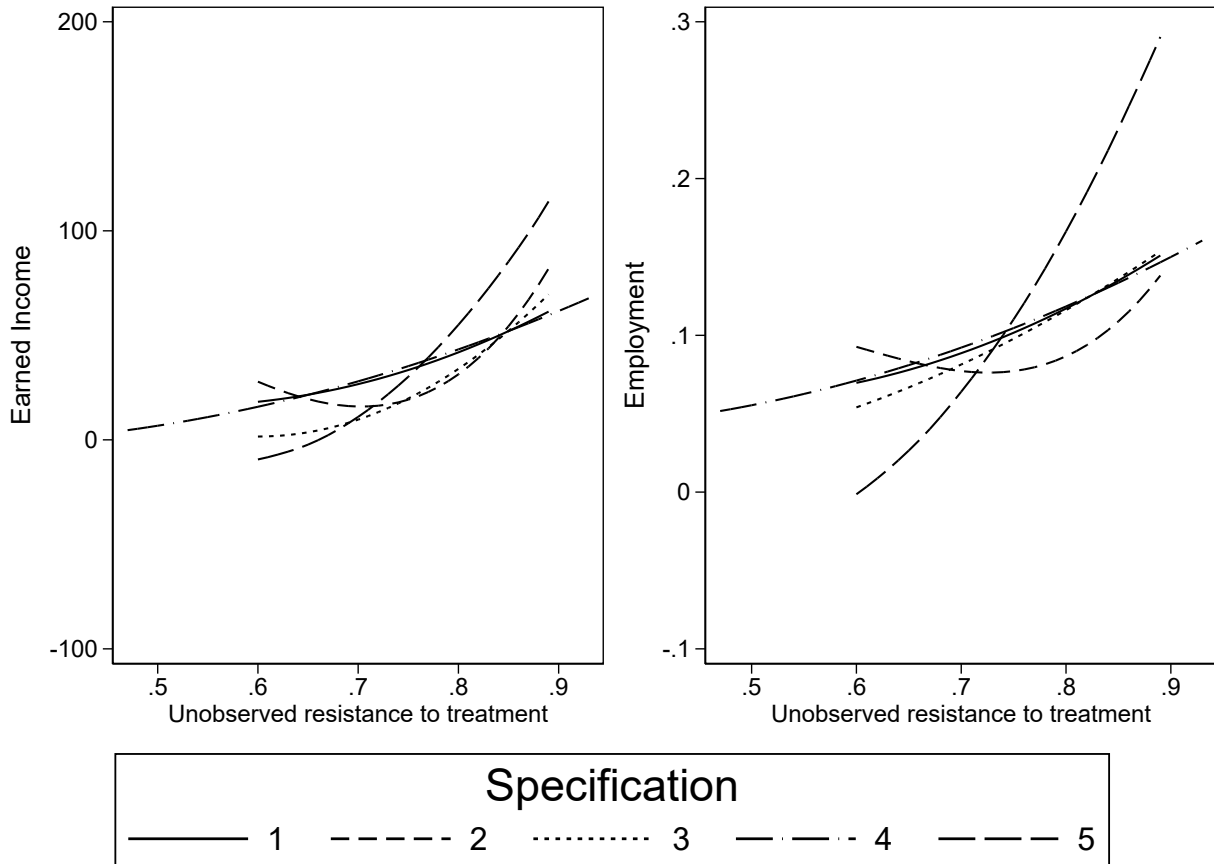 200
100
0
-100
Earned Income
.5 .6 .7 .8 .9
Unobserved resistance to treatment
.3
.2
.1
0
-.1
Employment
.5 .6 .7 .8 .9
Unobserved resistance to treatment
Specification
1 2 3 4 5